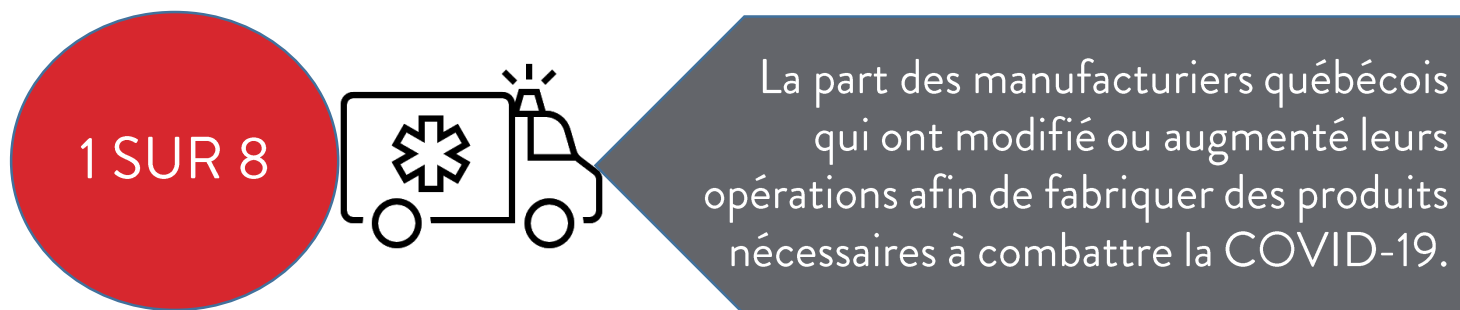 1 SUR 8
La part des manufacturiers québécois
qui ont modifié ou augmenté leurs
opérations afin de fabriquer des produits
nécessaires à combattre la COVID-19.